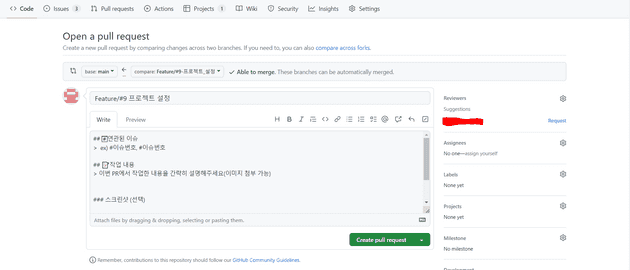 Code
Issues 3
Pull requests
Actions
Projects 1
Wiki
Security
Insights
Settings
Open a pull request
Create a new pull request by comparing changes across two branches. If you need to, you can also compare across forks.
base: main
compare: Feature/#9-프로젝트_설정
Able to merge. These branches can be automatically merged.
Feature/#9 프로젝트 설정
Write
Preview
## #️⃣연관된 이슈
> ex) #이슈번호, #이슈번호
## 📝작업 내용
> 이번 PR에서 작업한 내용을 간략히 설명해주세요(이미지 첨부 가능)
### 스크린샷 (선택)
Attach files by dragging & dropping, selecting or pasting them.
Create pull request
Remember, contributions to this repository should follow our GitHub Community Guidelines.
Reviewers
Suggestions
Request
Assignees
No one—assign yourself
Labels
None yet
Projects
None yet
Milestone
No milestone
Development